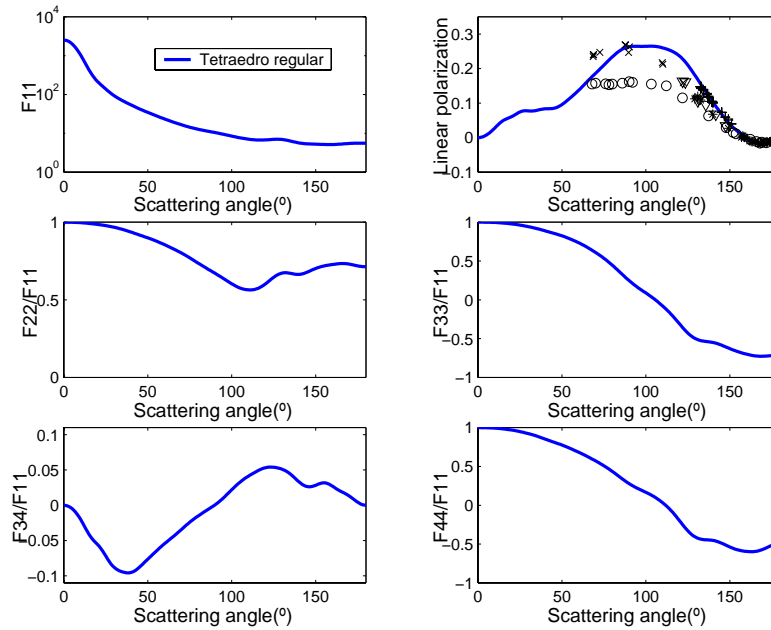 F11
10^4
10^2
10^0
Tetraedro regular
0 50 100 150
Scattering angle(º)
Linear polarization
0.3
0.2
0.1
0
−0.1
0 50 100 150
Scattering angle(º)
F22/F11
1
0.5
0
0 50 100 150
Scattering angle(º)
F33/F11
1
0.5
0
−0.5
−1
0 50 100 150
Scattering angle(º)
F34/F11
0.1
0.05
0
−0.05
−0.1
0 50 100 150
Scattering angle(º)
F44/F11
1
0.5
0
−0.5
−1
0 50 100 150
Scattering angle(º)